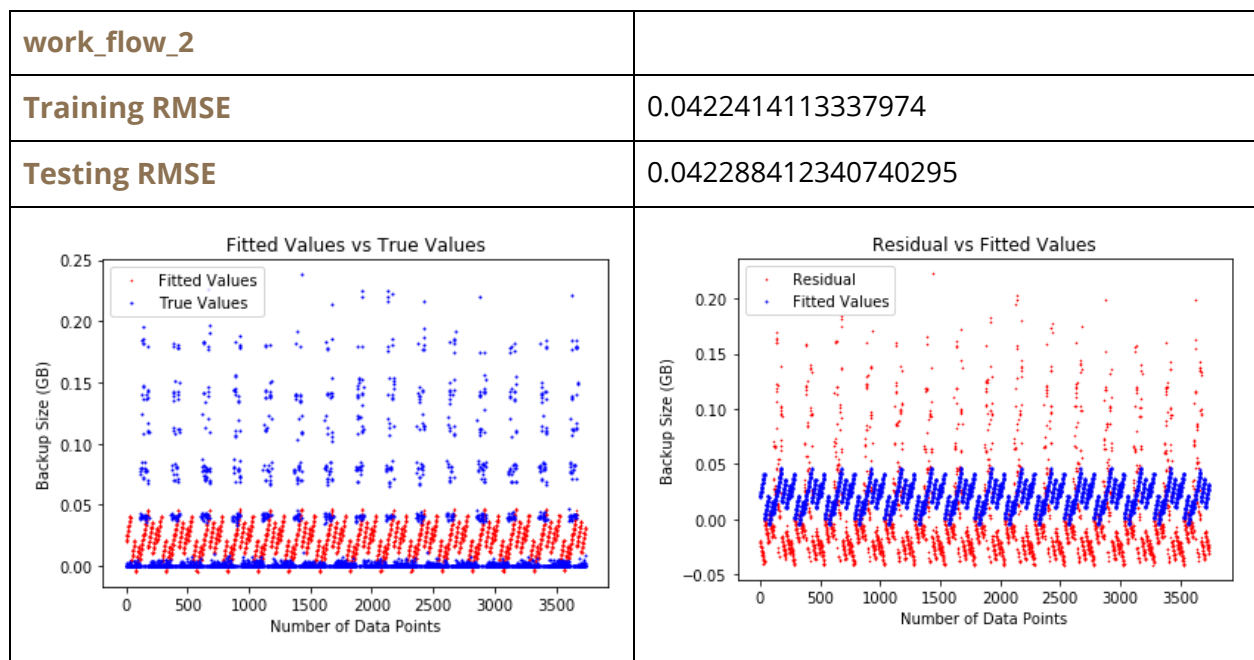 work_flow_2
Training RMSE
0.0422414113337974
Testing RMSE
0.042288412340740295
Fitted Values vs True Values
Fitted Values
True Values
0.25
0.20
0.15
0.10
0.05
0.00
Backup Size (GB)
0 500 1000 1500 2000 2500 3000 3500
Number of Data Points
Residual vs Fitted Values
Residual
Fitted Values
0.20
0.15
0.10
0.05
0.00
−0.05
Backup Size (GB)
0 500 1000 1500 2000 2500 3000 3500
Number of Data Points